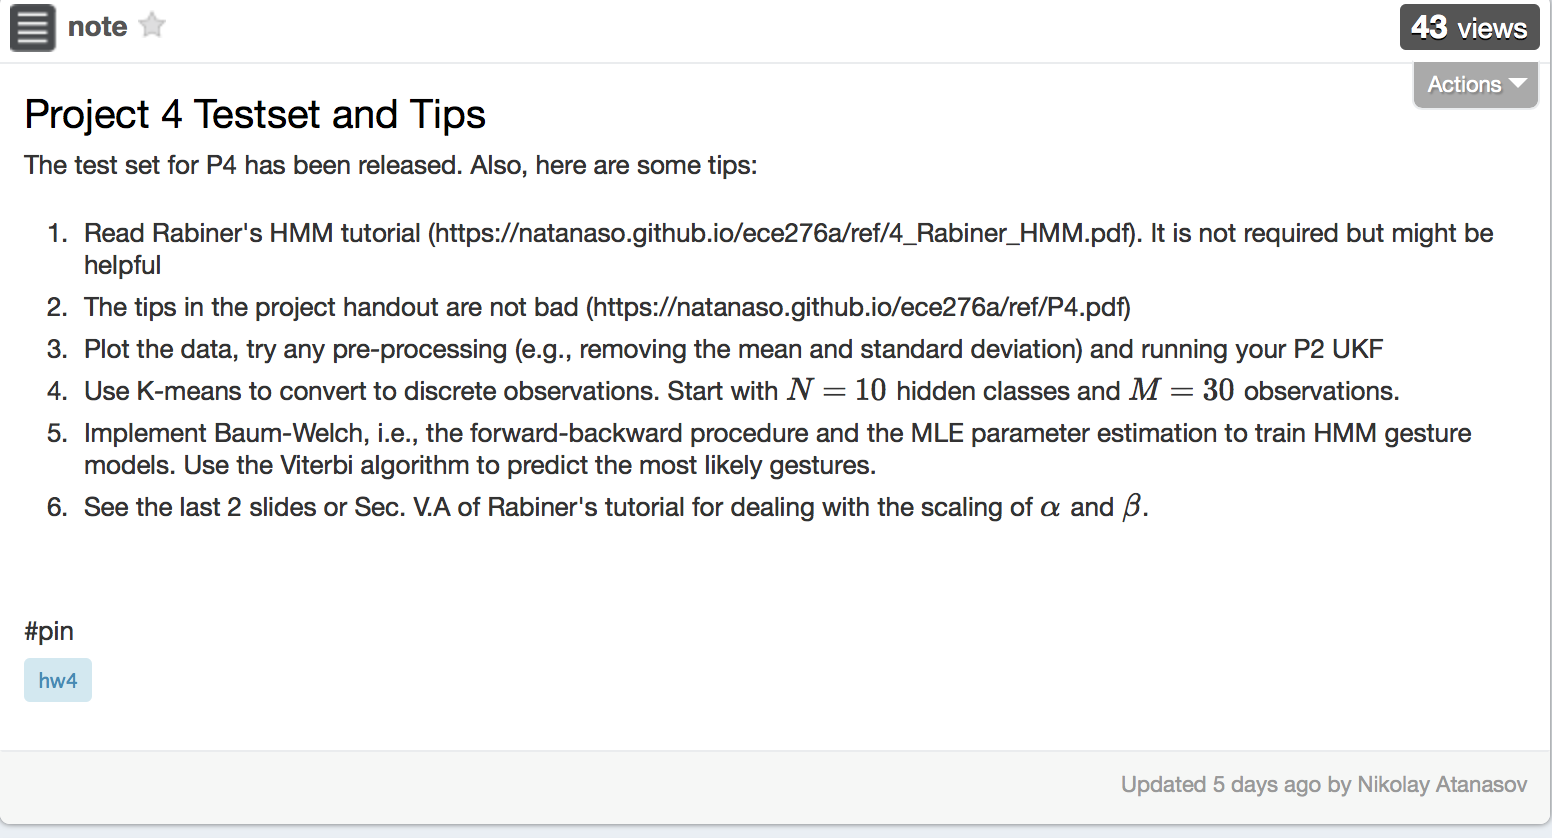 note
43 views
Actions
Project 4 Testset and Tips
The test set for P4 has been released. Also, here are some tips:
1. Read Rabiner's HMM tutorial (https://natanaso.github.io/ece276a/ref/4_Rabiner_HMM.pdf). It is not required but might be
helpful
2. The tips in the project handout are not bad (https://natanaso.github.io/ece276a/ref/P4.pdf)
3. Plot the data, try any pre-processing (e.g., removing the mean and standard deviation) and running your P2 UKF
4. Use K-means to convert to discrete observations. Start with N = 10 hidden classes and M = 30 observations.
5. Implement Baum-Welch, i.e., the forward-backward procedure and the MLE parameter estimation to train HMM gesture
models. Use the Viterbi algorithm to predict the most likely gestures.
6. See the last 2 slides or Sec. V.A of Rabiner's tutorial for dealing with the scaling of α and β.
#pin
hw4
Updated 5 days ago by Nikolay Atanasov